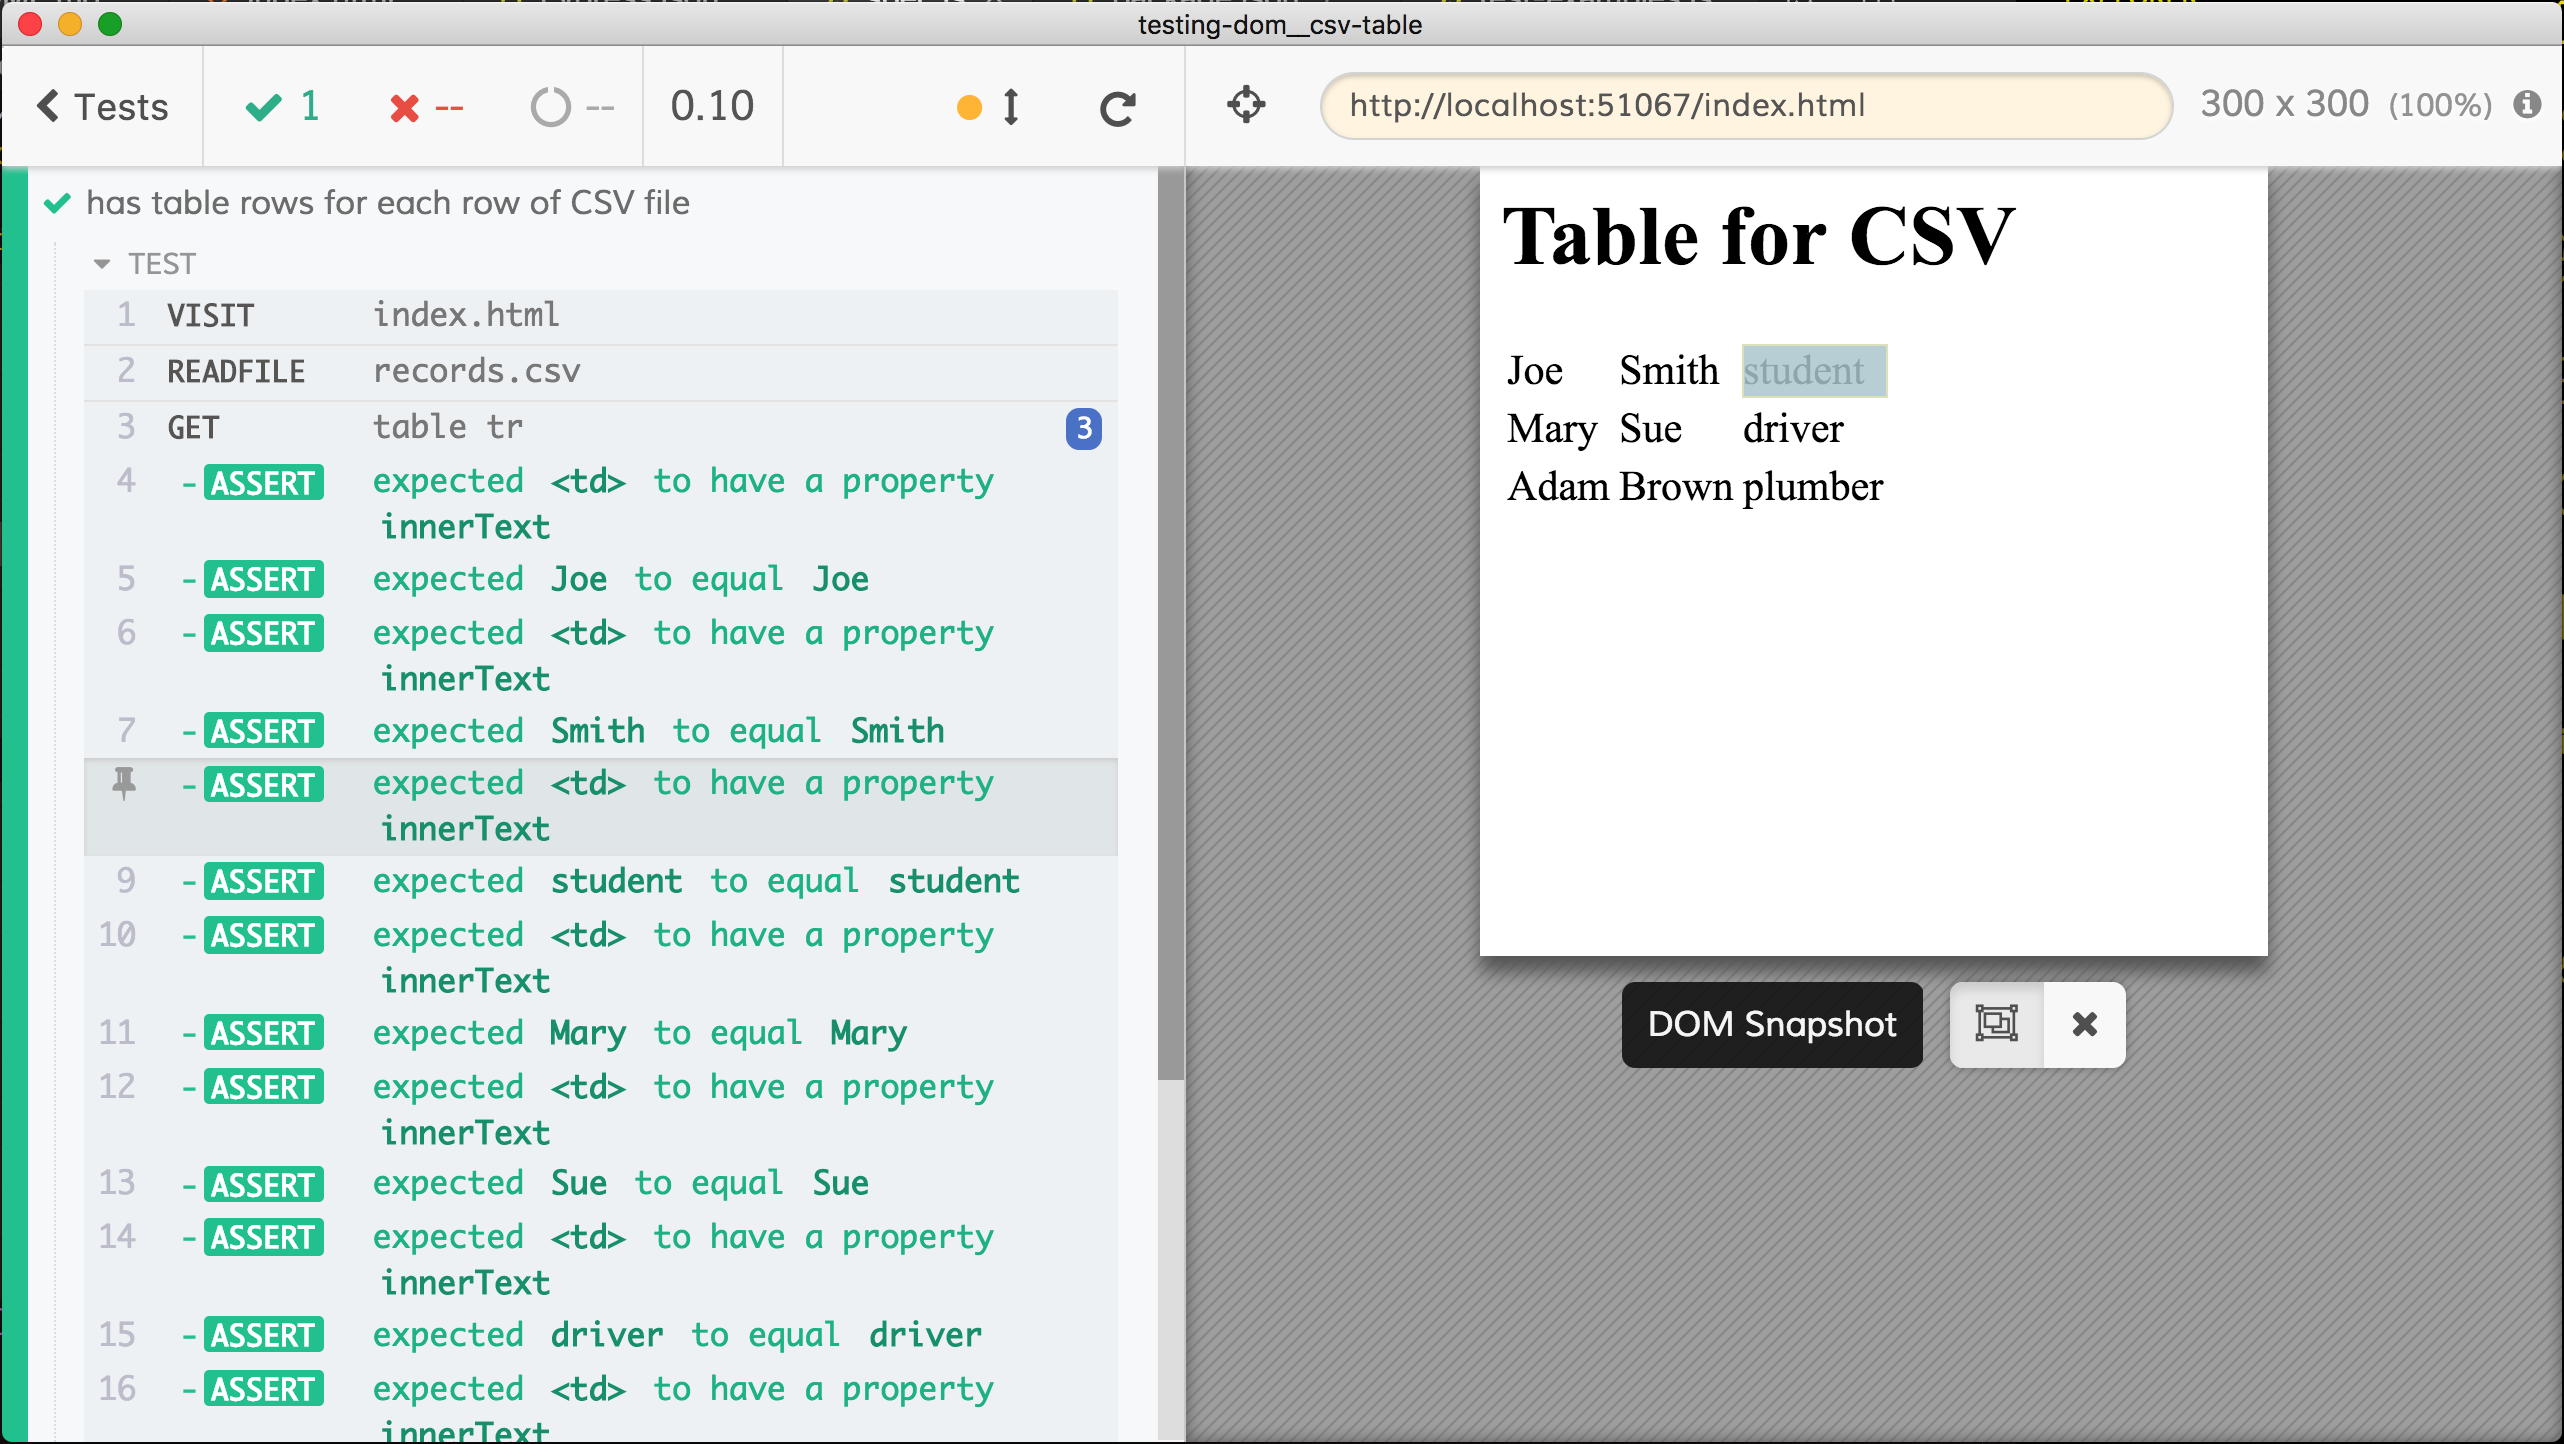 testing-dom__csv-table
Tests 1 -- -- 0.10
http://localhost:51067/index.html 300 x 300 (100%)
has table rows for each row of CSV file
TEST
1 VISIT index.html
2 READFILE records.csv
3 GET table tr 3
4 -ASSERT expected <td> to have a property
innerText
5 -ASSERT expected Joe to equal Joe
6 -ASSERT expected <td> to have a property
innerText
7 -ASSERT expected Smith to equal Smith
-ASSERT expected <td> to have a property
innerText
9 -ASSERT expected student to equal student
10 -ASSERT expected <td> to have a property
innerText
11 -ASSERT expected Mary to equal Mary
12 -ASSERT expected <td> to have a property
innerText
13 -ASSERT expected Sue to equal Sue
14 -ASSERT expected <td> to have a property
innerText
15 -ASSERT expected driver to equal driver
16 -ASSERT expected <td> to have a property
innerText
Table for CSV
Joe Smith student
Mary Sue driver
Adam Brown plumber
DOM Snapshot